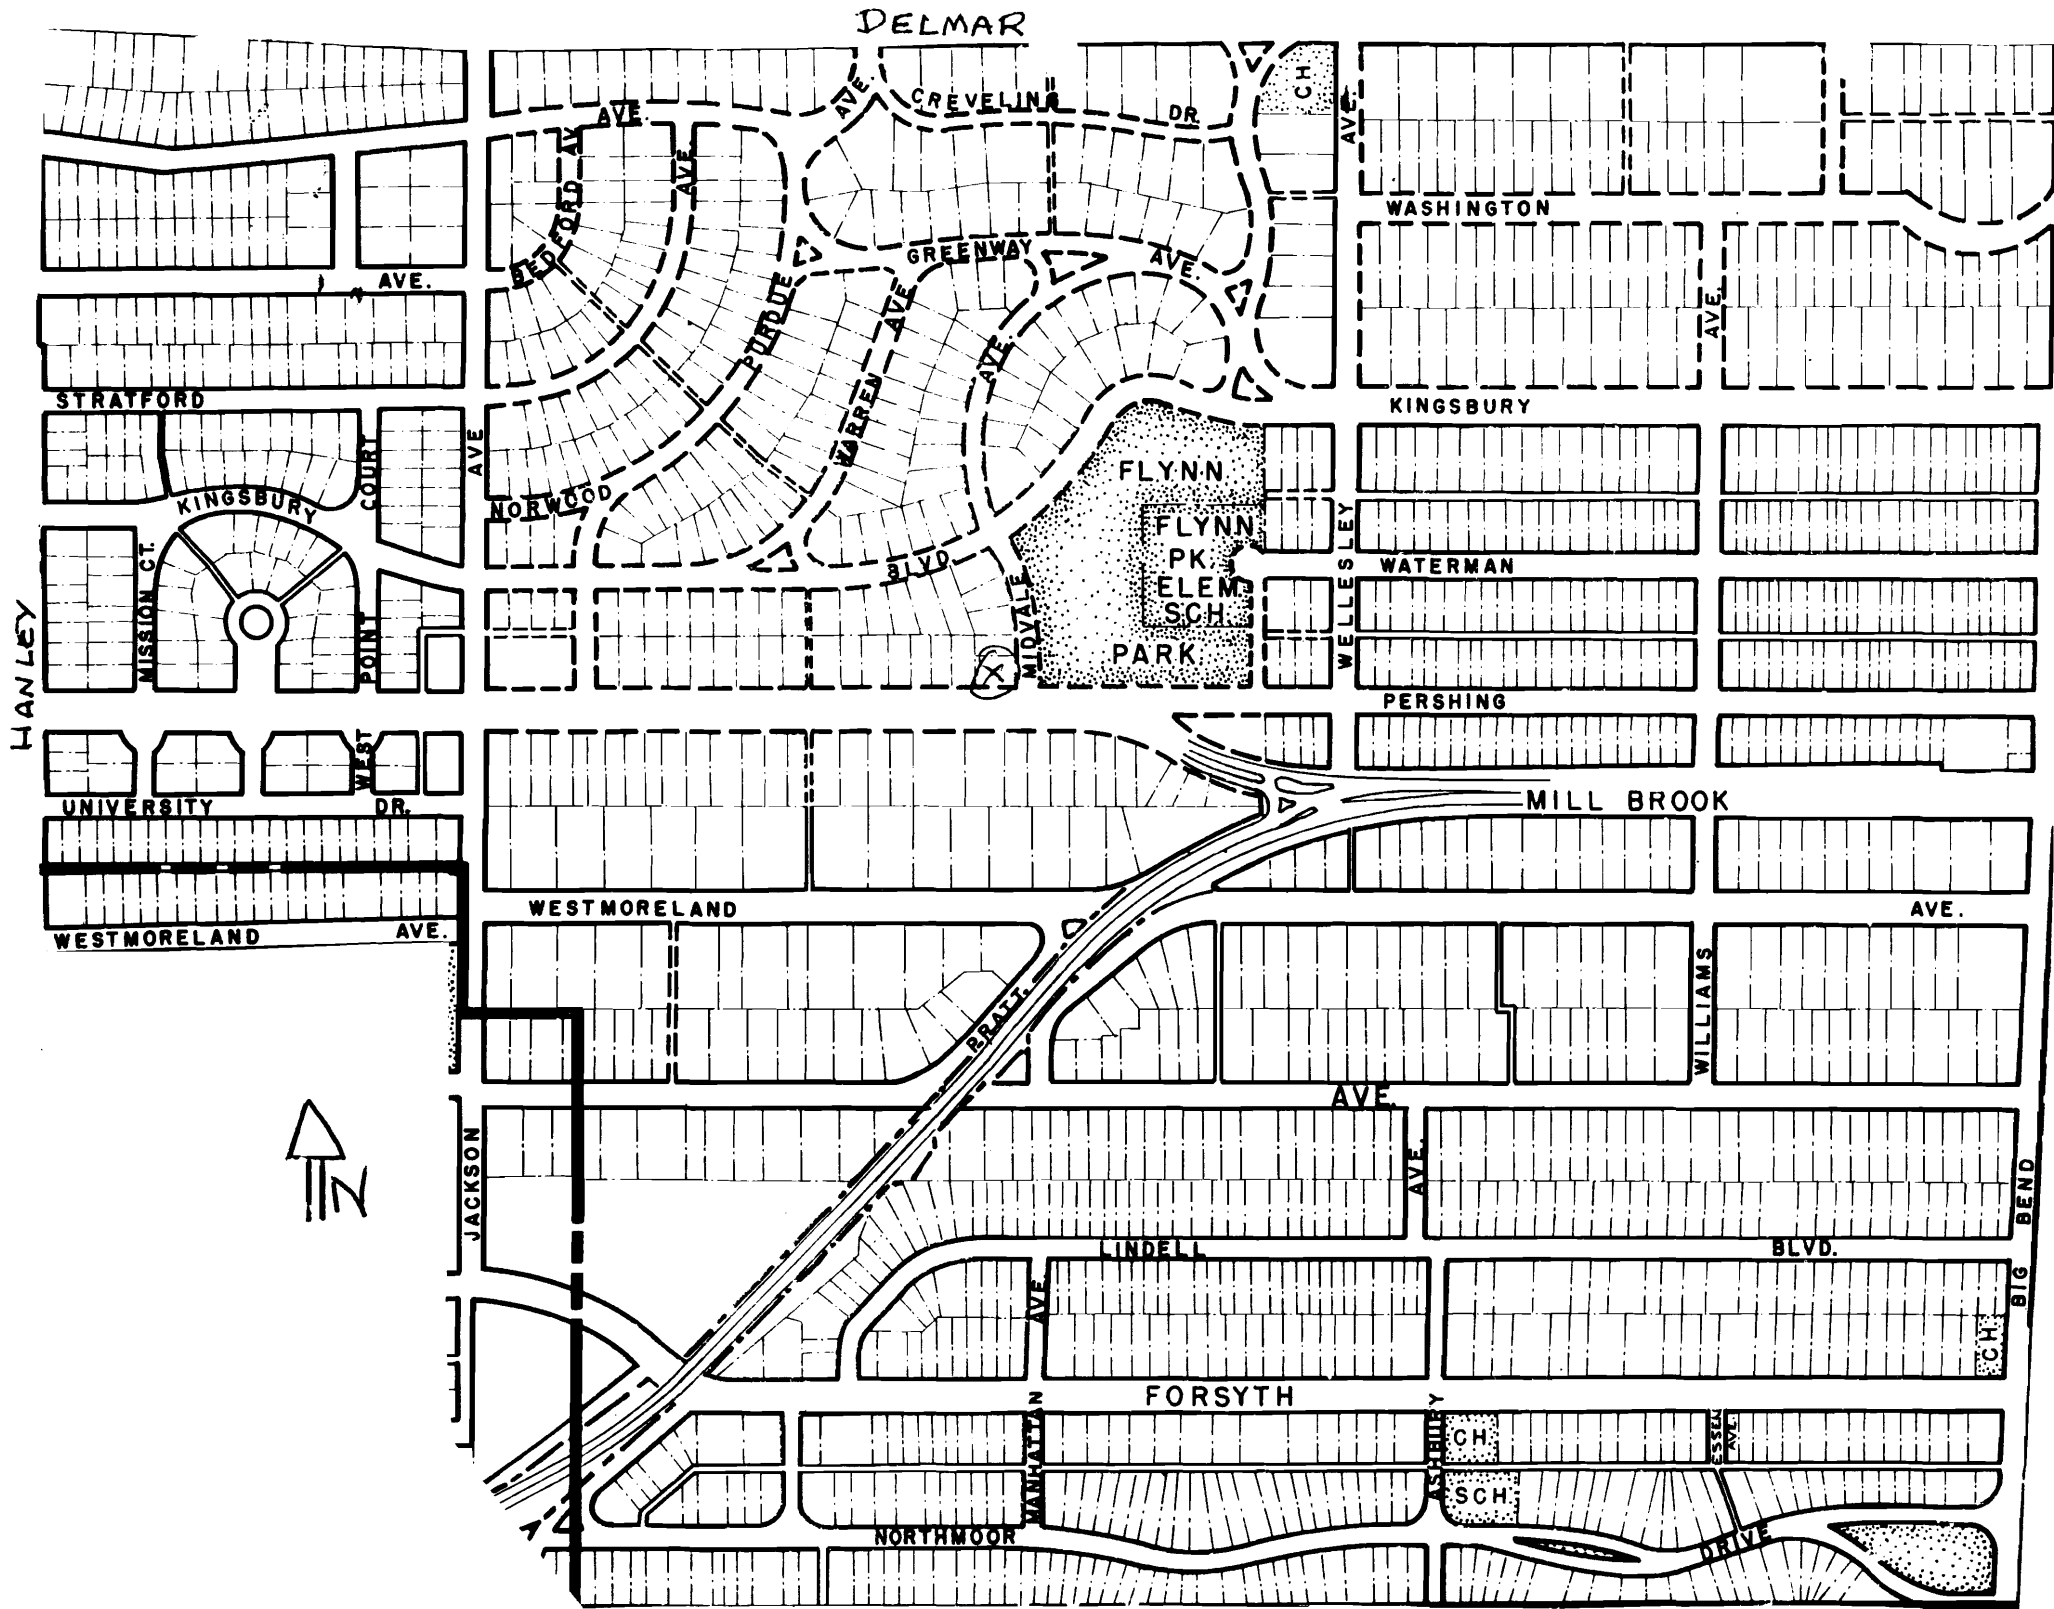 DELMAR
CH
AVE.
CREVELING
DR.
AVE.
AVE.
BEDFORD AV
AVE.
WASHINGTON
GREENWAY
AVE.
AVE.
PURDUE
WARREN AVE
AVE.
AVE.
STRATFORD
KINGSBURY
COURT
AVE
KINGSBURY
NORWOOD
FLYNN
FLYNN
PK.
ELEM.
SCH.
PARK
WELLESLEY
WATERMAN
BLVD.
MIDVALE
X
MISSION CT.
POINT
HANLEY
PERSHING
WEST
UNIVERSITY
DR.
MILL BROOK
WESTMORELAND
AVE.
WESTMORELAND
AVE.
PRATT
WILLIAMS
AVE.
N
JACKSON
AVE.
BIG BEND
LINDELL
BLVD.
AVE
CH.
FORSYTH
MANHATTAN
ASHBURY
CH.
ESSEX
AVE.
SCH.
NORTHMOOR
DRIVE